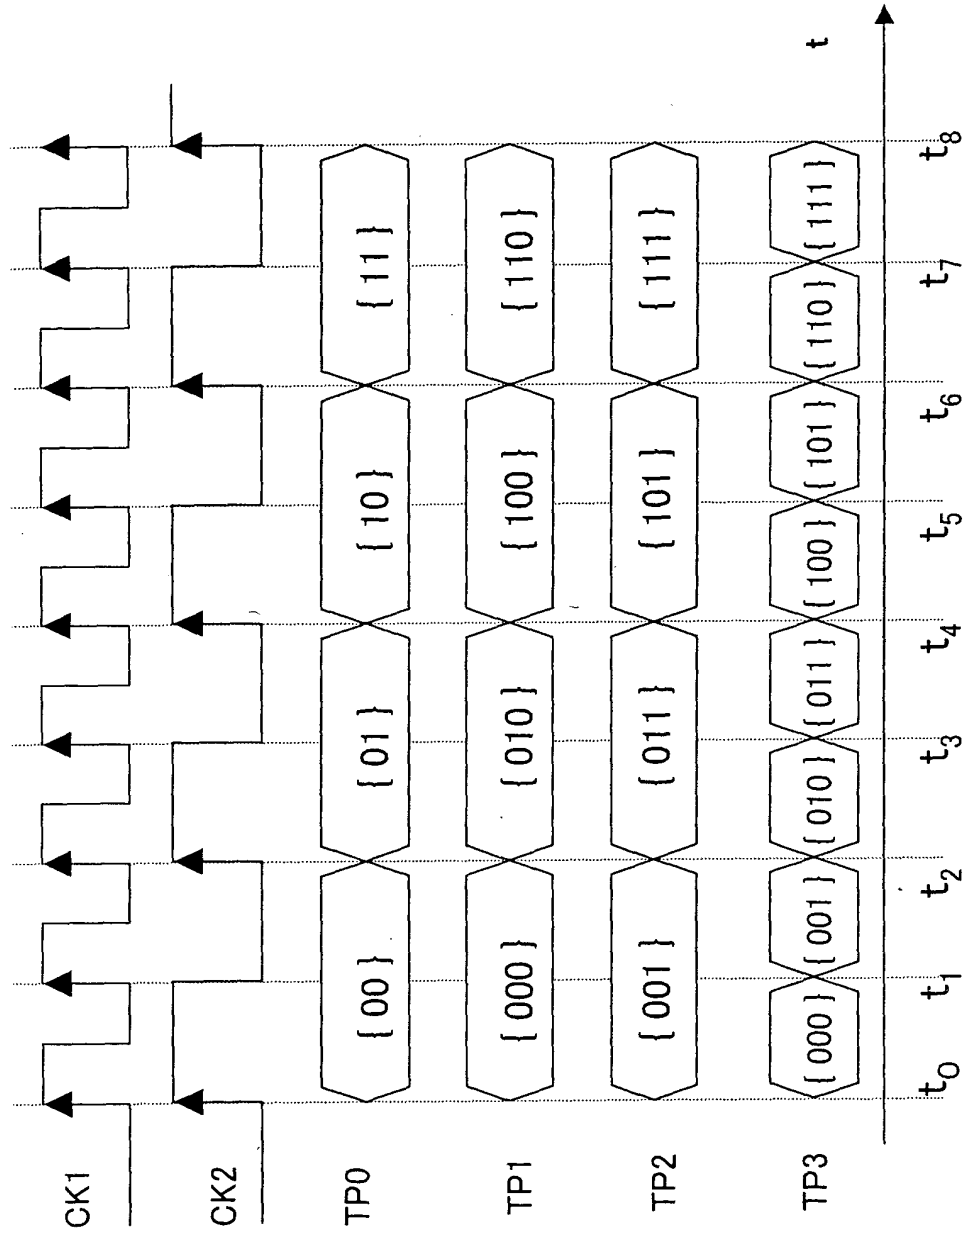 CK1
CK2
TP0 { 00 } { 01 } { 10 } { 11 }
TP1 { 000 } { 010 } { 100 } { 110 }
TP2 { 001 } { 011 } { 101 } { 111 }
TP3 { 000 } { 001 } { 010 } { 011 } { 100 } { 101 } { 110 } { 111 }
t
t0 t1 t2 t3 t4 t5 t6 t7 t8